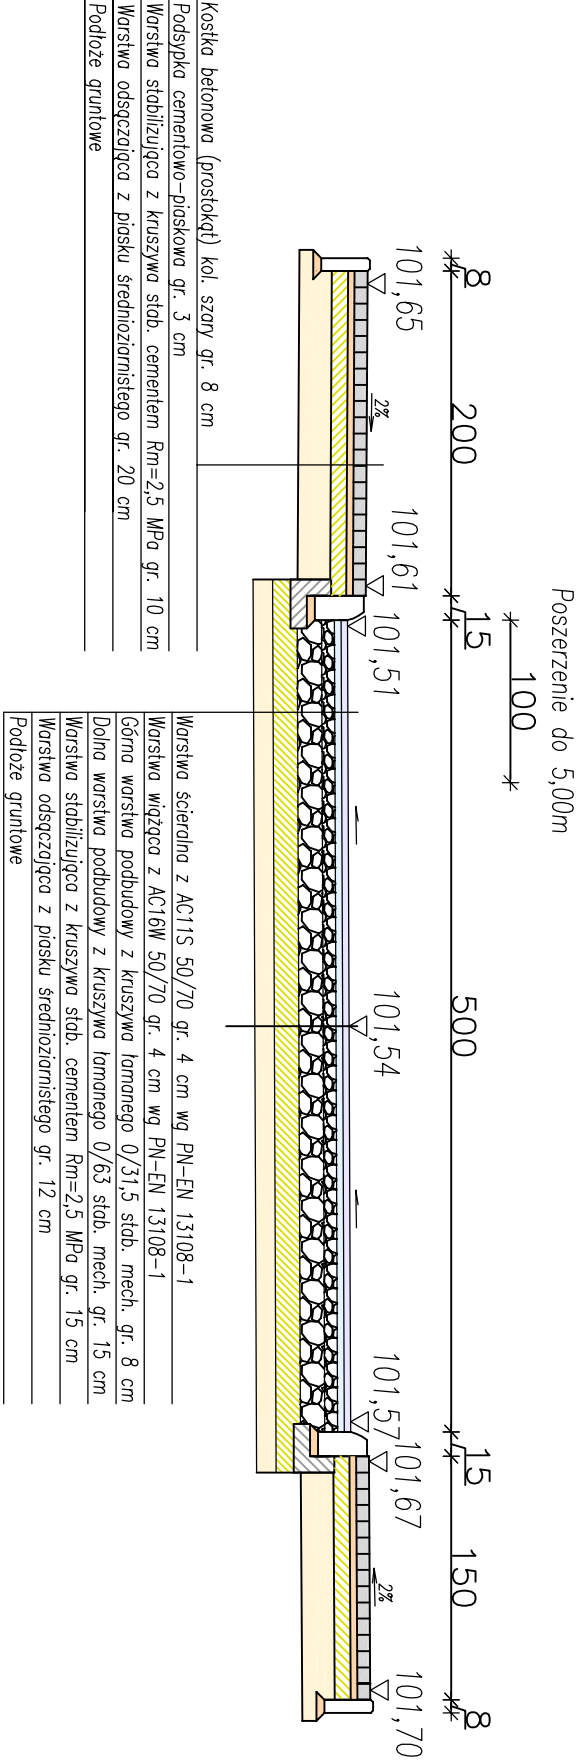 Poszerzenie do 5,00m
100
8
200
15
500
15
150
8
101,65
101,61
101,51
101,54
101,57
101,67
101,70
2%
2%
Kostka betonowa (prostokąt) kol. szary gr. 8 cm
Podsypka cementowo-piaskowa gr. 3 cm
Warstwa stabilizująca z kruszywa stab. cementem Rm=2,5 MPa gr. 10 cm
Warstwa odsączająca z piasku średnioziarnistego gr. 20 cm
Podłoże gruntowe
Warstwa ścieralna z AC11S 50/70 gr. 4 cm wg PN-EN 13108-1
Warstwa wiążąca z AC16W 50/70 gr. 4 cm wg PN-EN 13108-1
Górna warstwa podbudowy z kruszywa łamanego 0/31,5 stab. mech. gr. 8 cm
Dolna warstwa podbudowy z kruszywa łamanego 0/63 stab. mech. gr. 15 cm
Warstwa stabilizująca z kruszywa stab. cementem Rm=2,5 MPa gr. 15 cm
Warstwa odsączająca z piasku średnioziarnistego gr. 12 cm
Podłoże gruntowe